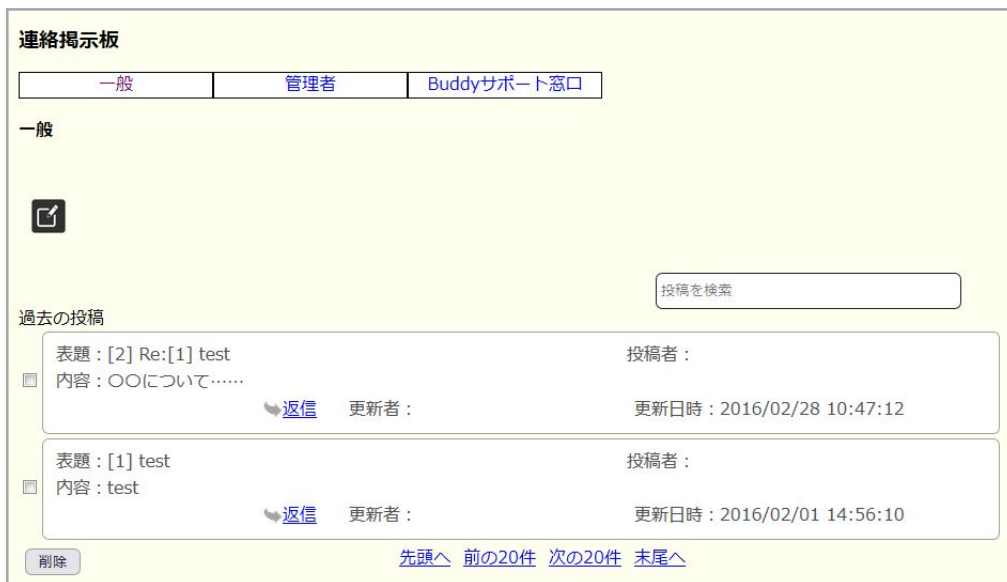 連絡掲示板
一般 管理者 Buddyサポート窓口
一般
投稿を検索
過去の投稿
表題：[2] Re:[1] test 投稿者：
内容：〇〇について……
返信 更新者： 更新日時：2016/02/28 10:47:12
表題：[1] test 投稿者：
内容：test
返信 更新者： 更新日時：2016/02/01 14:56:10
削除 先頭へ 前の20件 次の20件 末尾へ